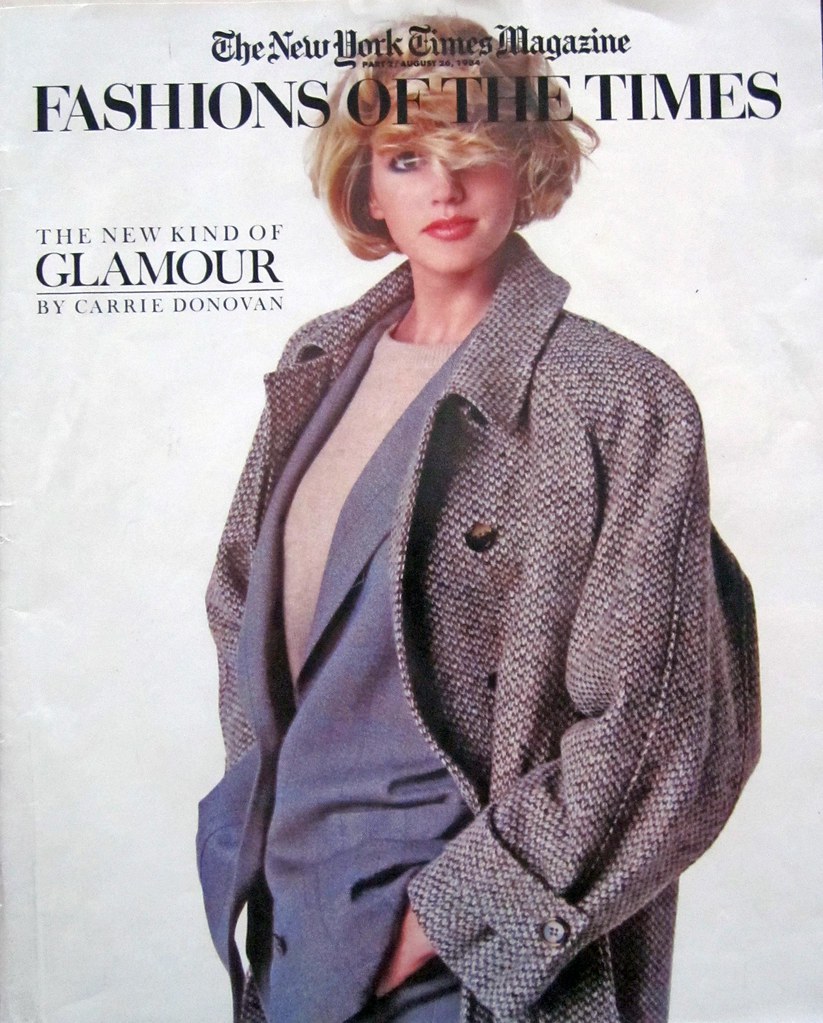 The New York Times Magazine
PART 2/AUGUST 26, 1984
FASHIONS OF THE TIMES
THE NEW KIND OF
GLAMOUR
BY CARRIE DONOVAN